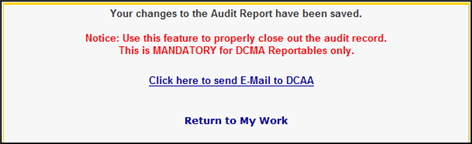 Your changes to the Audit Report have been saved.
Notice: Use this feature to properly close out the audit record.
This is MANDATORY for DCMA Reportables only.
Click here to send E-Mail to DCAA
Return to My Work